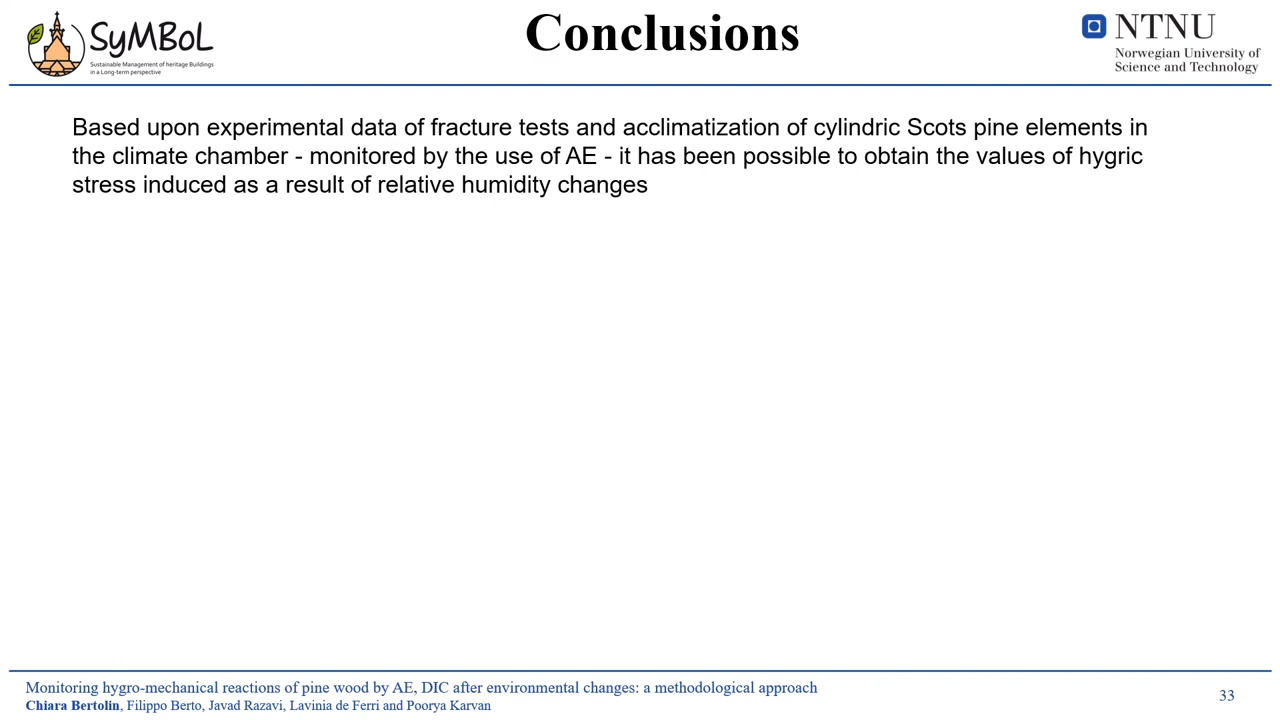 SyMBoL
Sustainable Management of heritage Buildings
in a Long-term perspective
Conclusions
NTNU
Norwegian University of
Science and Technology
Based upon experimental data of fracture tests and acclimatization of cylindric Scots pine elements in
the climate chamber - monitored by the use of AE - it has been possible to obtain the values of hygric
stress induced as a result of relative humidity changes
Monitoring hygro-mechanical reactions of pine wood by AE, DIC after environmental changes: a methodological approach
Chiara Bertolin, Filippo Berto, Javad Razavi, Lavinia de Ferri and Poorya Karvan
33